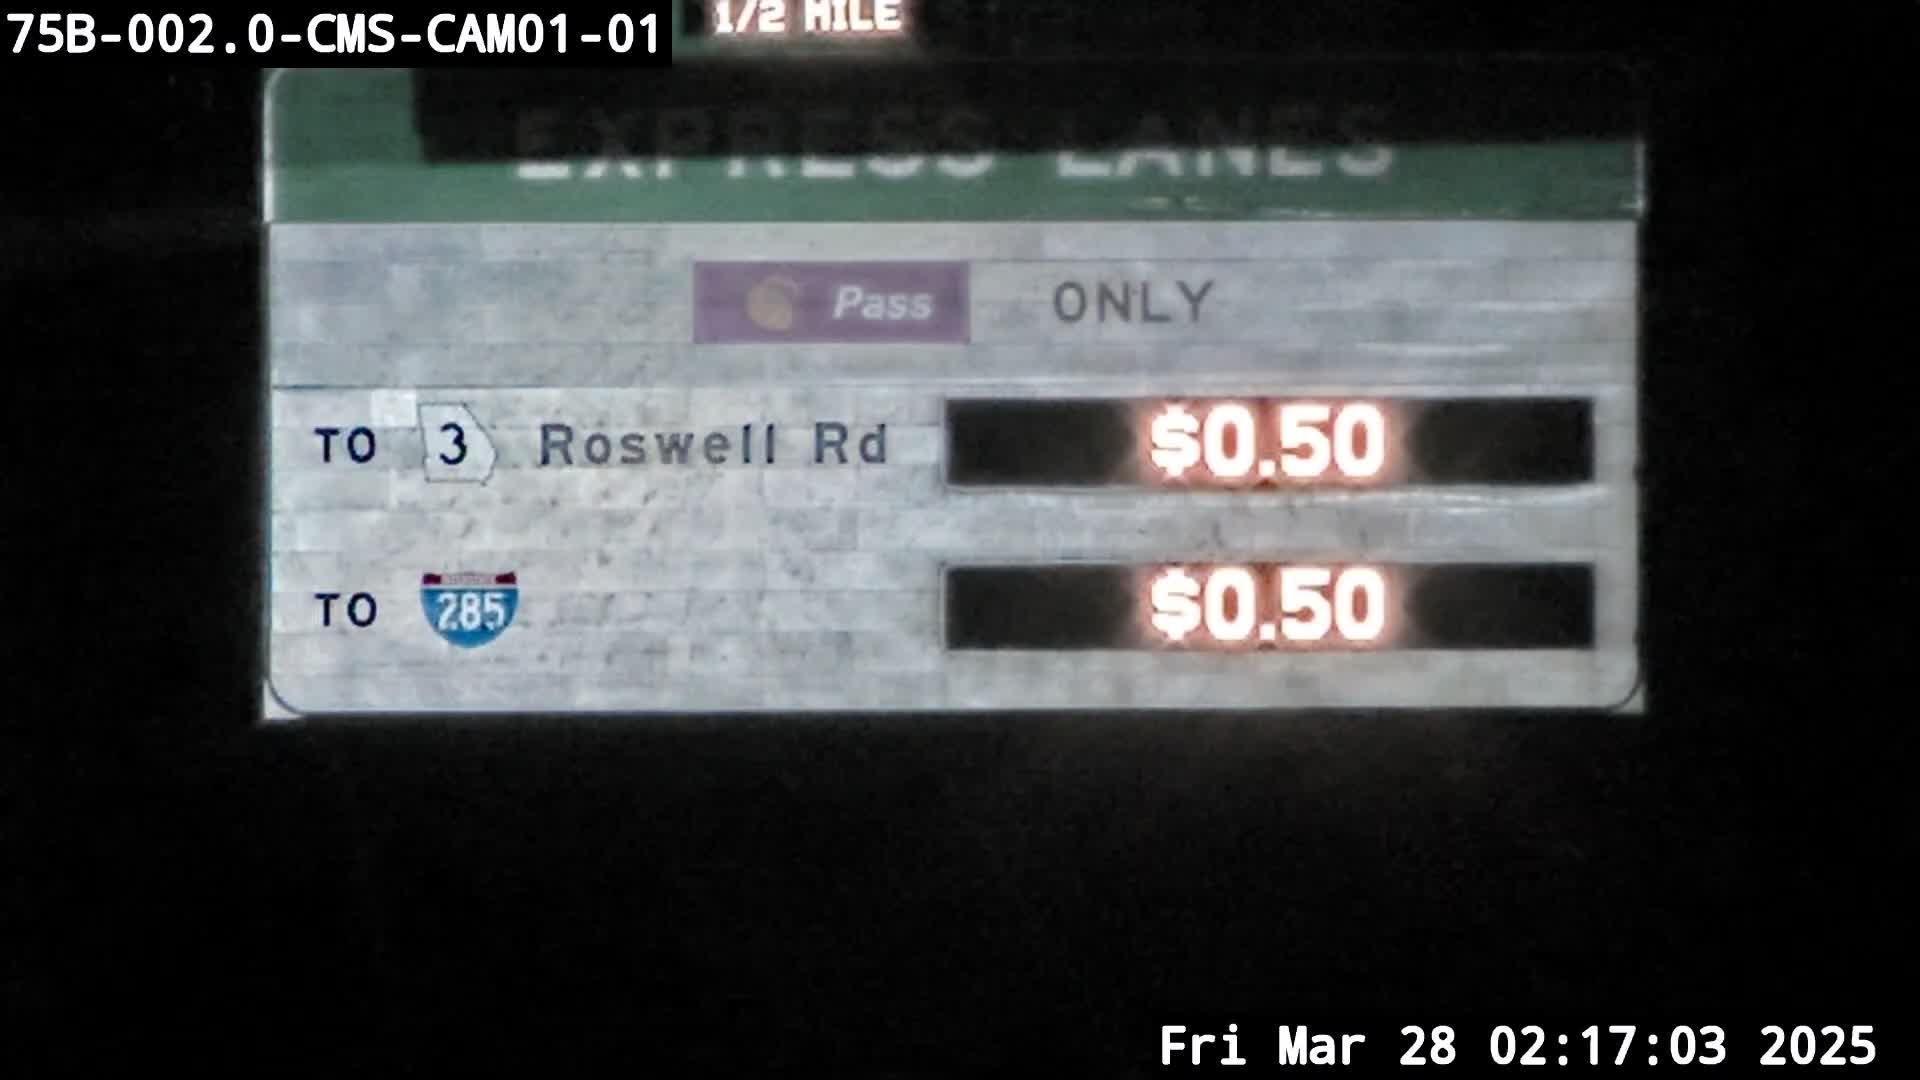 75B-002.0-CMS-CAM01-01
1/2 MILE
EXPRESS LANES
Pass ONLY
TO 3 Roswell Rd $0.50
TO 285 $0.50
Fri Mar 28 02:17:03 2025